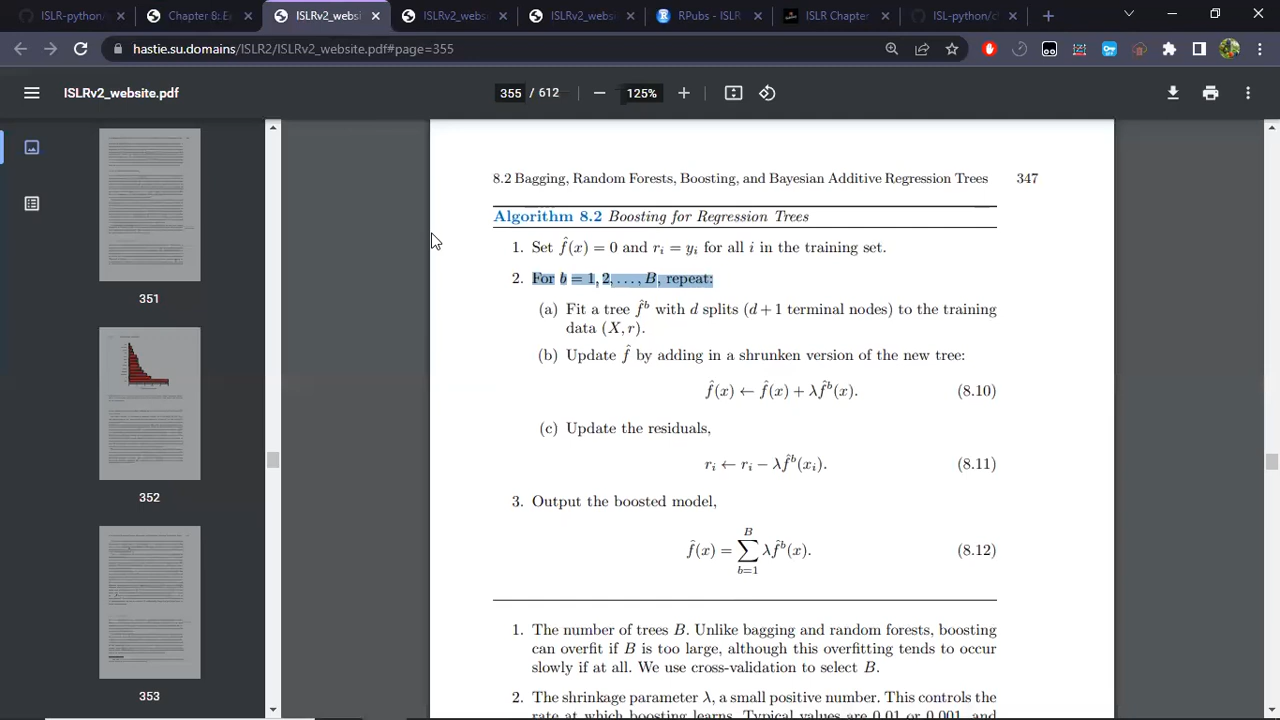 ISLR-python/
Chapter 8: E
ISLRv2_websi
ISLRv2_webs
ISLRv2_webs
RPubs - ISLR
ISLR Chapter
ISL-python/c
hastie.su.domains/ISLR2/ISLRv2_website.pdf#page=355
ISLRv2_website.pdf
355 / 612
125%
351
352
353
8.2 Bagging, Random Forests, Boosting, and Bayesian Additive Regression Trees 347
Algorithm 8.2 Boosting for Regression Trees
1. Set f̂(x) = 0 and rᵢ = yᵢ for all i in the training set.
2. For b = 1, 2, . . . , B, repeat:
(a) Fit a tree f̂ᵇ with d splits (d + 1 terminal nodes) to the training
data (X, r).
(b) Update f̂ by adding in a shrunken version of the new tree:
f̂(x) ← f̂(x) + λf̂ᵇ(x). (8.10)
(c) Update the residuals,
rᵢ ← rᵢ − λf̂ᵇ(xᵢ). (8.11)
3. Output the boosted model,
f̂(x) = ∑_{b=1}^{B} λf̂ᵇ(x). (8.12)
1. The number of trees B. Unlike bagging and random forests, boosting
can overfit if B is too large, although this overfitting tends to occur
slowly if at all. We use cross-validation to select B.
2. The shrinkage parameter λ, a small positive number. This controls the
rate at which boosting learns. Typical values are 0.01 or 0.001, and